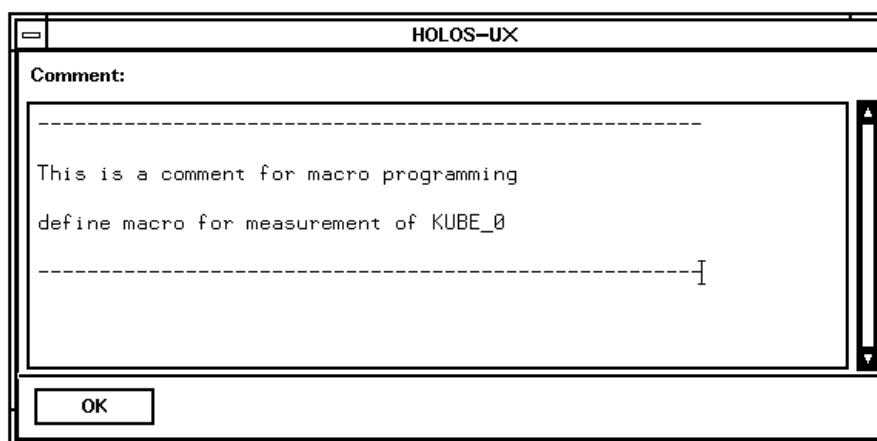 HOLOS-UX
Comment:
------------------------------------------------------
This is a comment for macro programming
define macro for measurement of KUBE_0
------------------------------------------------------
OK